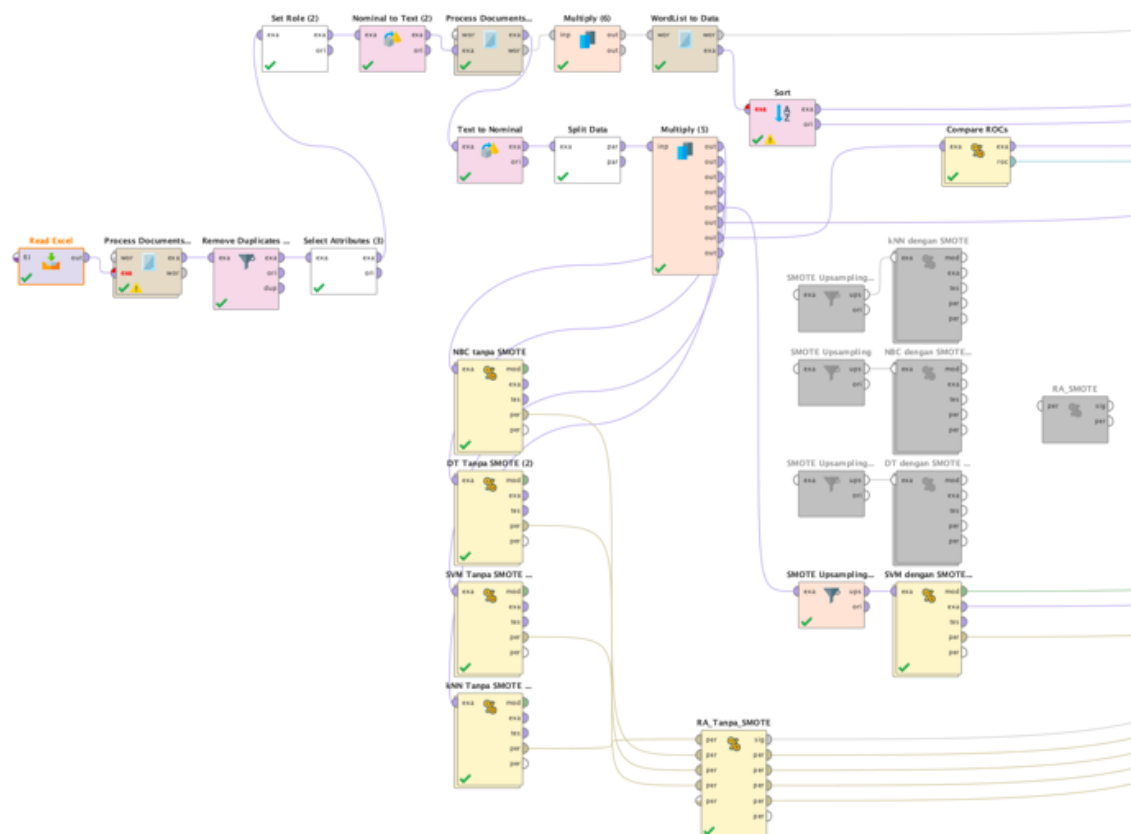 Set Role (2)
exa exa
ori
Nominal to Text (2)
exa exa
ori
Process Documents...
wor exa
exa wor
Multiply (6)
inp out
out
WordList to Data
wor wor
exa
Sort
exa exa
ori
Text to Nominal
exa exa
ori
Split Data
exa par
par
Multiply (5)
inp out
out
out
out
out
out
out
out
Compare ROCs
exa exa
roc
Read Excel
fil out
Process Documents...
wor exa
exa wor
Remove Duplicates ...
exa exa
ori
dup
Select Attributes (3)
exa exa
ori
kNN dengan SMOTE
exa mod
exa
tes
per
per
SMOTE Upsampling...
exa ups
ori
NBC tanpa SMOTE
exa mod
exa
tes
per
per
SMOTE Upsampling
exa ups
ori
NBC dengan SMOTE...
exa mod
exa
tes
per
per
RA_SMOTE
per sig
per
DT Tanpa SMOTE (2)
exa mod
exa
tes
per
per
SMOTE Upsampling...
exa ups
ori
DT dengan SMOTE ...
exa mod
exa
tes
per
per
SVM Tanpa SMOTE ...
exa mod
exa
tes
per
per
SMOTE Upsampling...
exa ups
ori
SVM dengan SMOTE...
exa mod
exa
tes
per
per
kNN Tanpa SMOTE ...
exa mod
exa
tes
per
per
RA_Tanpa_SMOTE
per sig
per per
per per
per per
per per
per